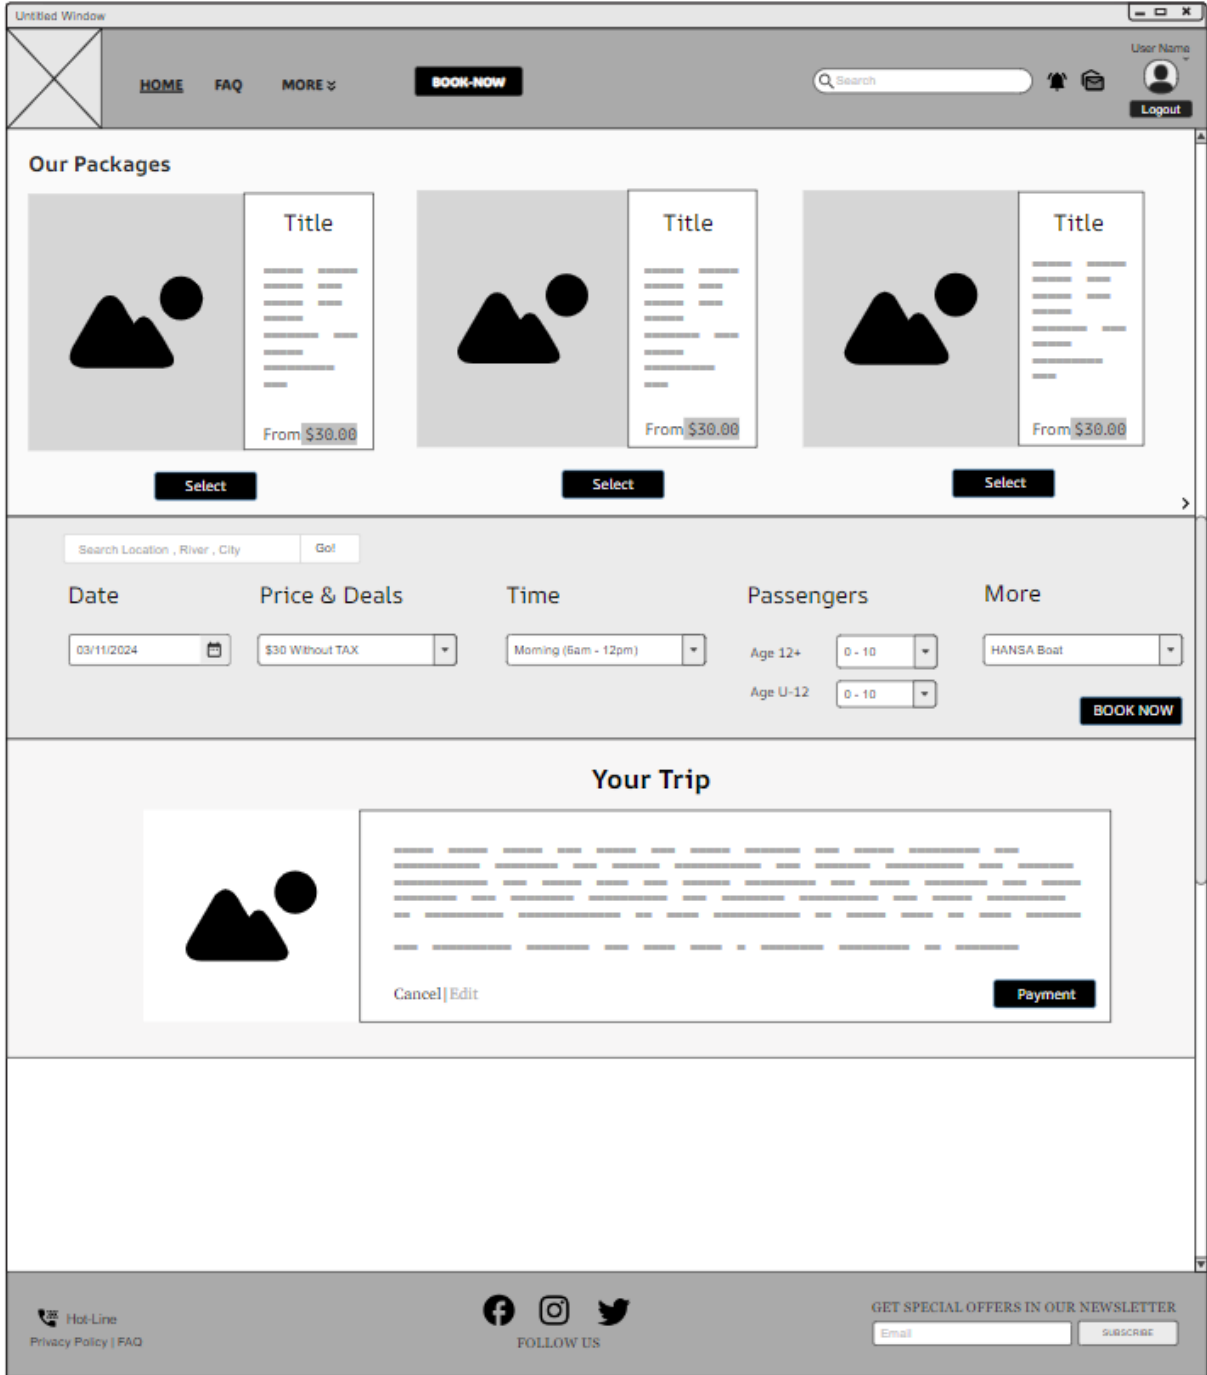 Untitled Window
User Name
HOME FAQ MORE BOOK-NOW Search
Logout
Our Packages
Title Title Title
From $30.00 From $30.00 From $30.00
Select Select Select
Search Location , River , City Go!
Date Price & Deals Time Passengers More
03/11/2024 $30 Without TAX Morning (6am - 12pm) Age 12+ 0 - 10 HANSA Boat
Age U-12 0 - 10
BOOK NOW
Your Trip
Cancel|Edit Payment
GET SPECIAL OFFERS IN OUR NEWSLETTER
Hot-Line
Email SUBSCRIBE
Privacy Policy | FAQ FOLLOW US